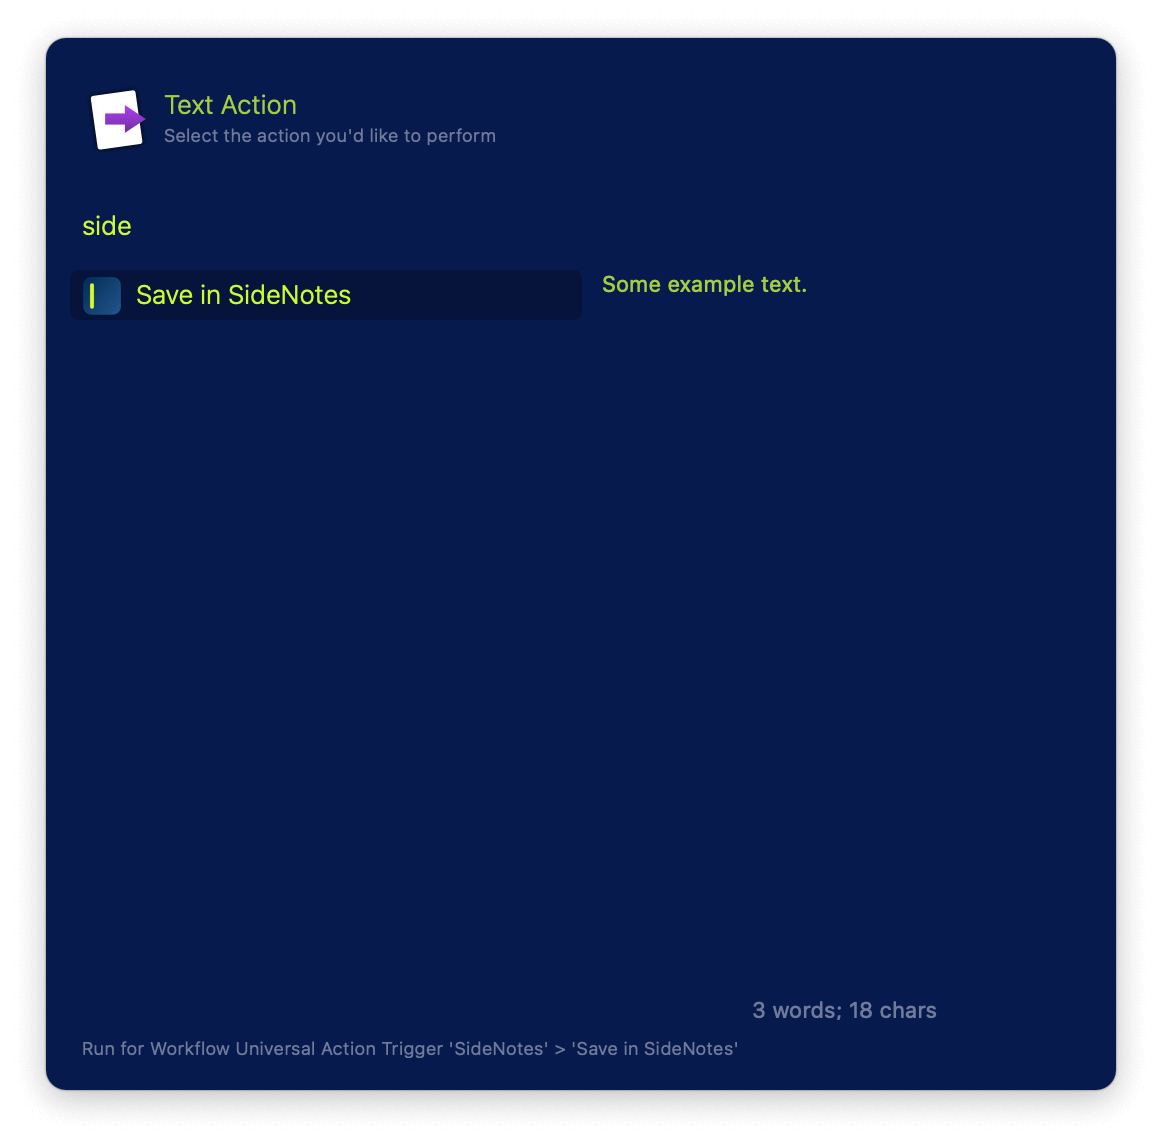 Text Action
Select the action you'd like to perform
side
Save in SideNotes
Some example text.
3 words; 18 chars
Run for Workflow Universal Action Trigger 'SideNotes' > 'Save in SideNotes'